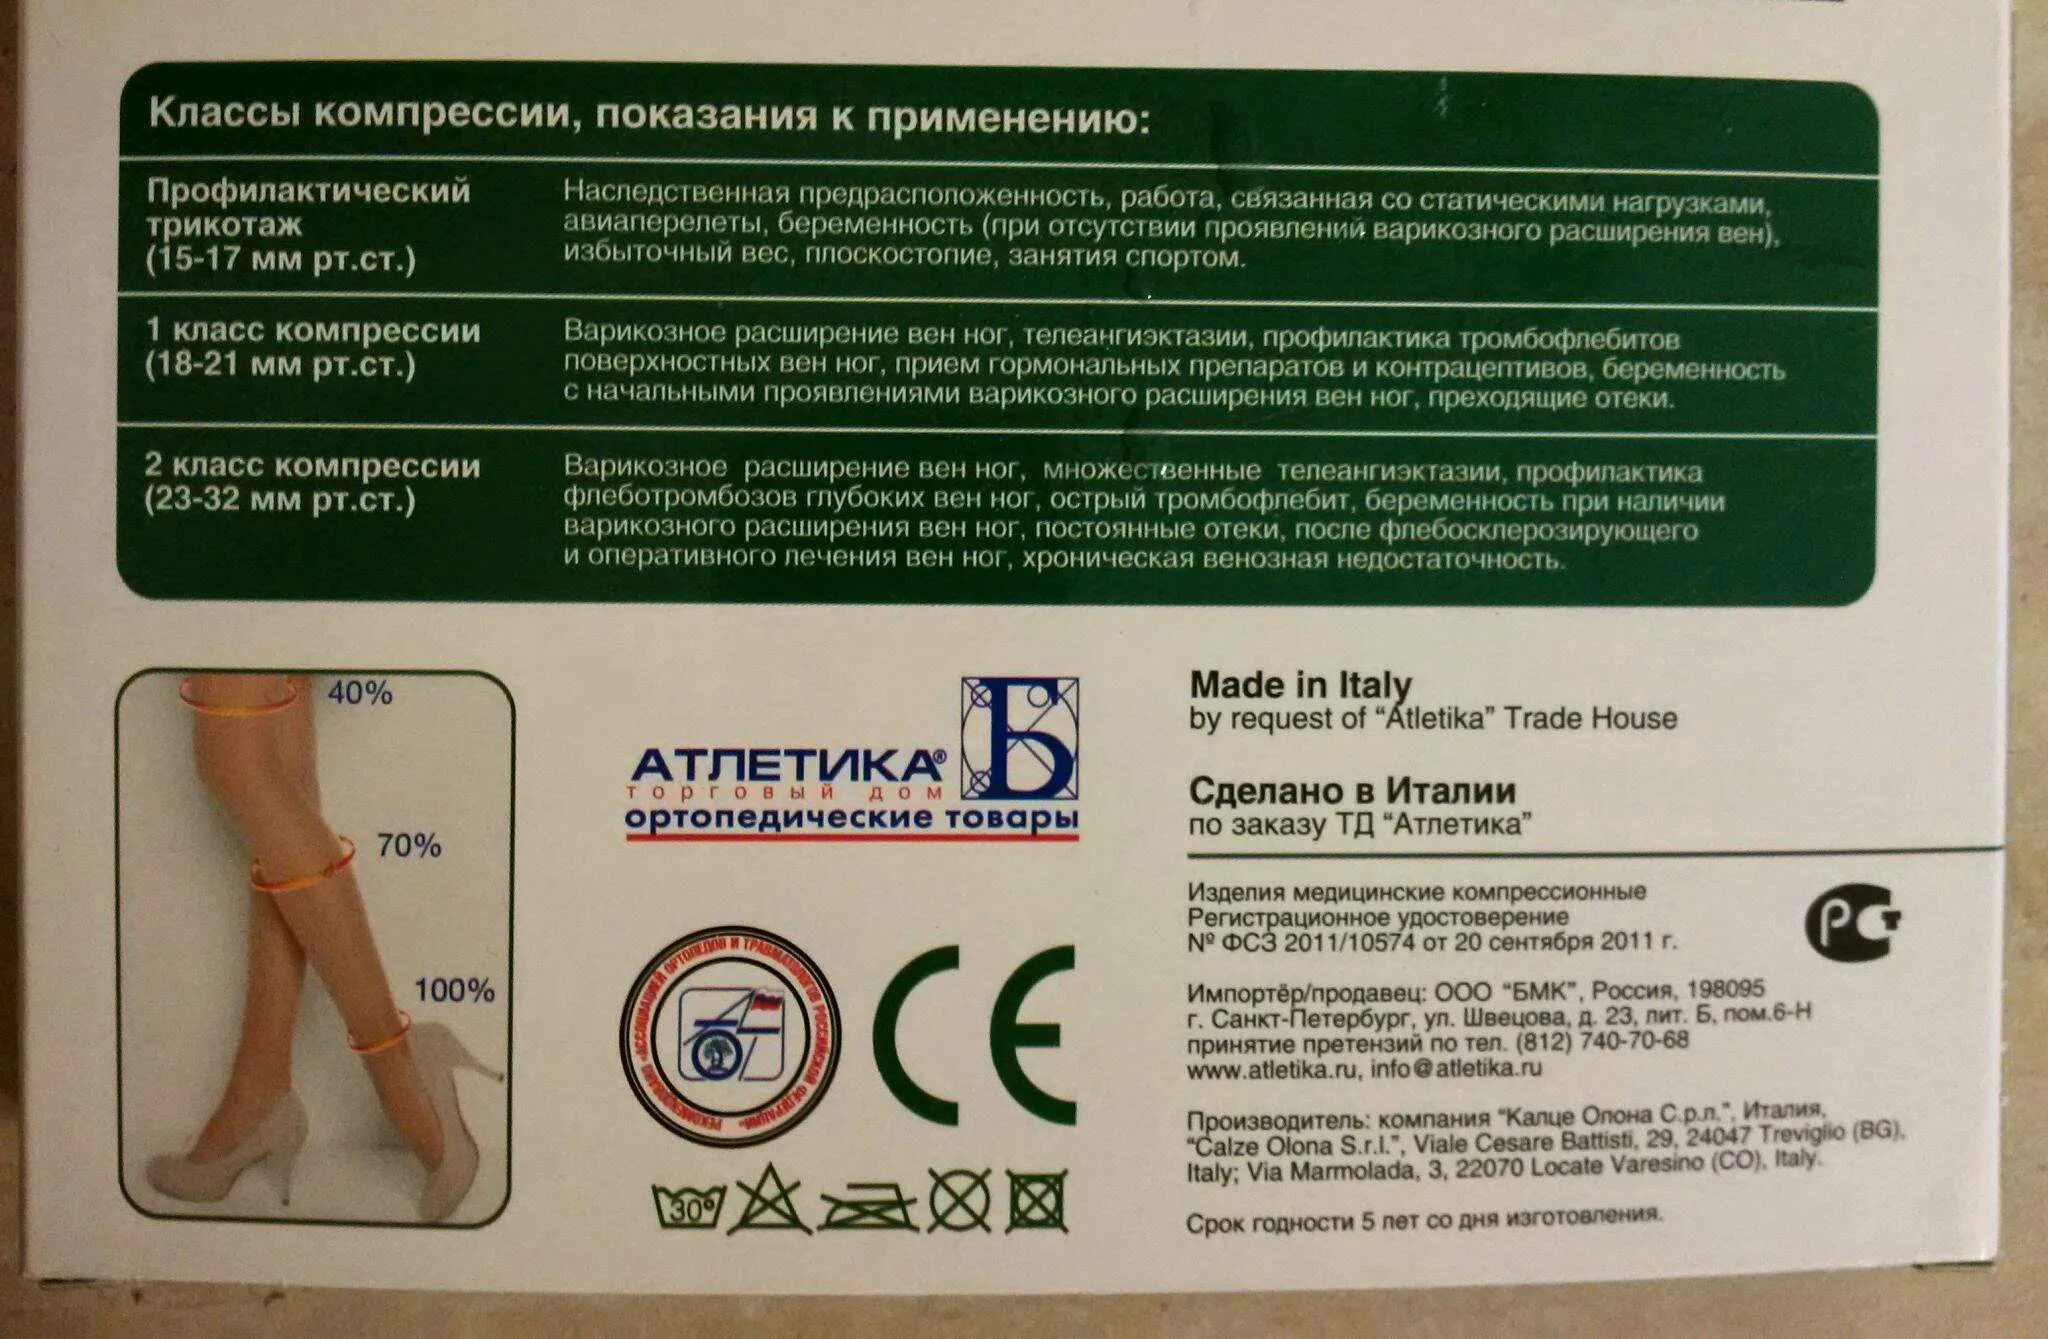 Классы компрессии, показания к применению:
Профилактический
трикотаж
(15-17 мм рт.ст.)
Наследственная предрасположенность, работа, связанная со статическими нагрузками,
авиаперелеты, беременность (при отсутствии проявлений варикозного расширения вен),
избыточный вес, плоскостопие, занятия спортом.
1 класс компрессии
(18-21 мм рт.ст.)
Варикозное расширение вен ног, телеангиэктазии, профилактика тромбофлебитов
поверхностных вен ног, прием гормональных препаратов и контрацептивов, беременность
с начальными проявлениями варикозного расширения вен ног, преходящие отеки.
2 класс компрессии
(23-32 мм рт.ст.)
Варикозное расширение вен ног, множественные телеангиэктазии, профилактика
флеботромбозов глубоких вен ног, острый тромбофлебит, беременность при наличии
варикозного расширения вен ног, постоянные отеки, после флебосклерозирующего
и оперативного лечения вен ног, хроническая венозная недостаточность.
40%
70%
100%
АТЛЕТИКА® Б
торговый дом
ортопедические товары
РЕКОМЕНДОВАНО «АССОЦИАЦИЕЙ ОРТОПЕДОВ И ТРАВМАТОЛОГОВ РОССИЙСКОЙ ФЕДЕРАЦИИ»
CE
30°
Made in Italy
by request of "Atletika" Trade House
Сделано в Италии
по заказу ТД "Атлетика"
Изделия медицинские компрессионные
Регистрационное удостоверение
№ ФСЗ 2011/10574 от 20 сентября 2011 г.
РСТ
Импортёр/продавец: ООО "БМК", Россия, 198095
г. Санкт-Петербург, ул. Швецова, д. 23, лит. Б, пом.6-Н
принятие претензий по тел. (812) 740-70-68
www.atletika.ru, info@atletika.ru
Производитель: компания "Калце Олона С.р.л.", Италия,
"Calze Olona S.r.l.", Viale Cesare Battisti, 29, 24047 Treviglio (BG),
Italy; Via Marmolada, 3, 22070 Locate Varesino (CO), Italy.
Срок годности 5 лет со дня изготовления.